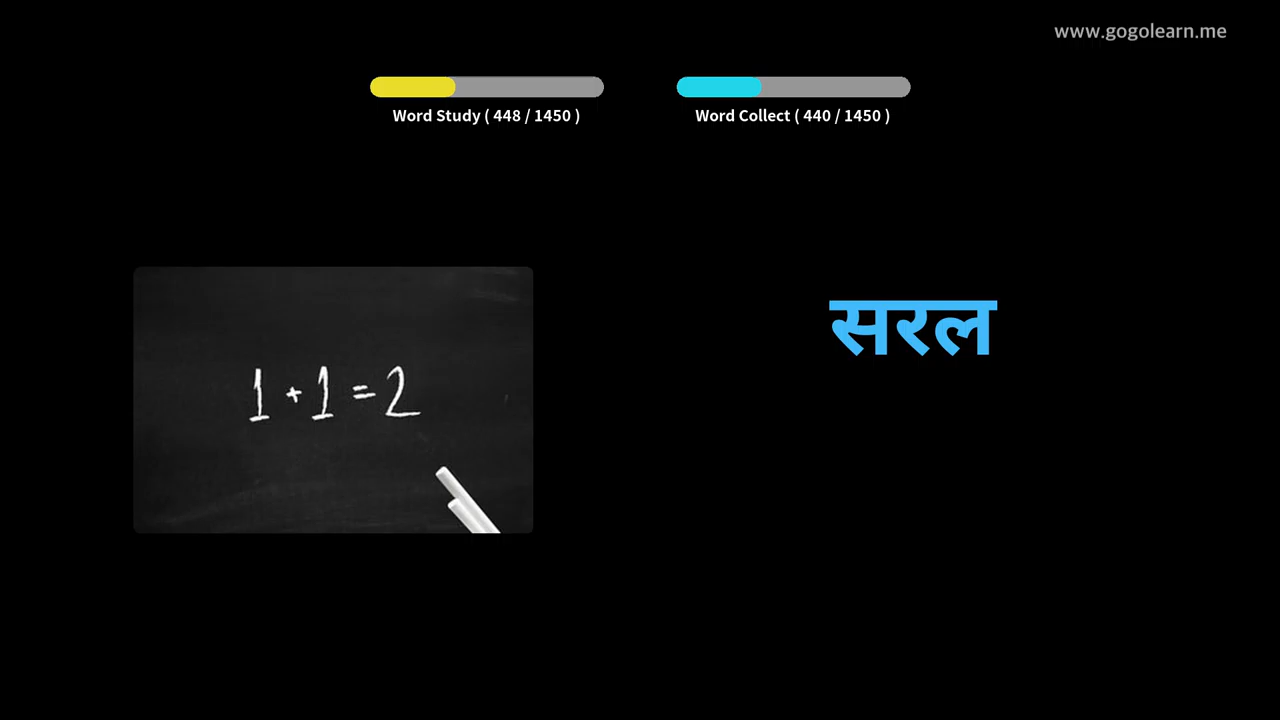 www.gogolearn.me
Word Study ( 448 / 1450 )
Word Collect ( 440 / 1450 )
सरल
1 + 1 = 2